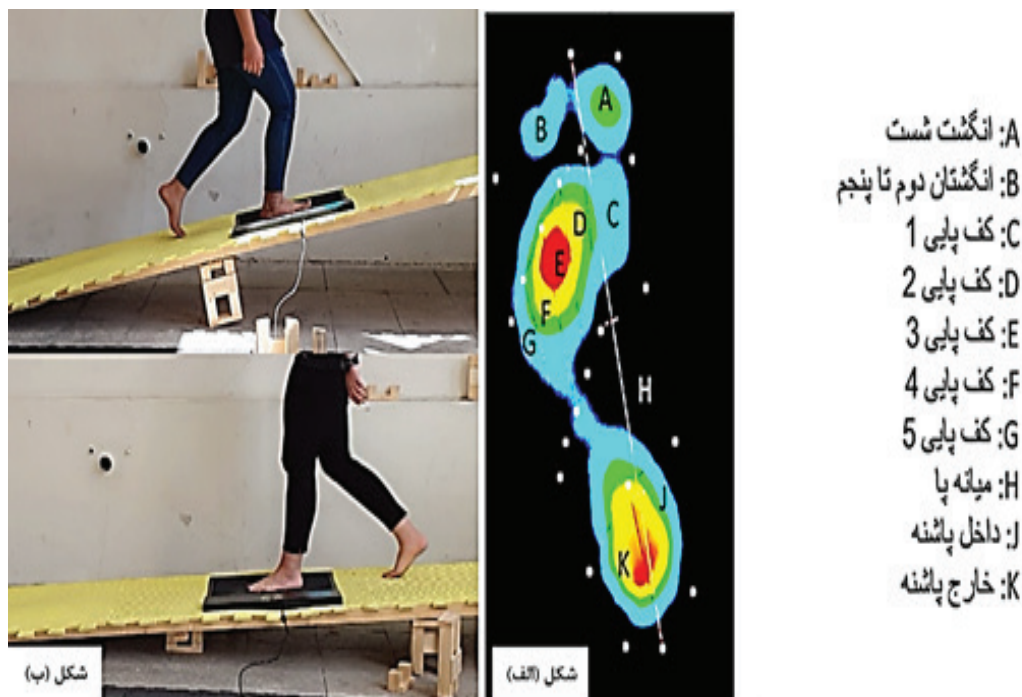 A
B
C
D
E
F
G
H
J
K
شکل (ب)
شکل (الف)
A: انگشت شست
B: انگشتان دوم تا پنجم
C: کف پایی 1
D: کف پایی 2
E: کف پایی 3
F: کف پایی 4
G: کف پایی 5
H: میانه پا
J: داخل پاشنه
K: خارج پاشنه